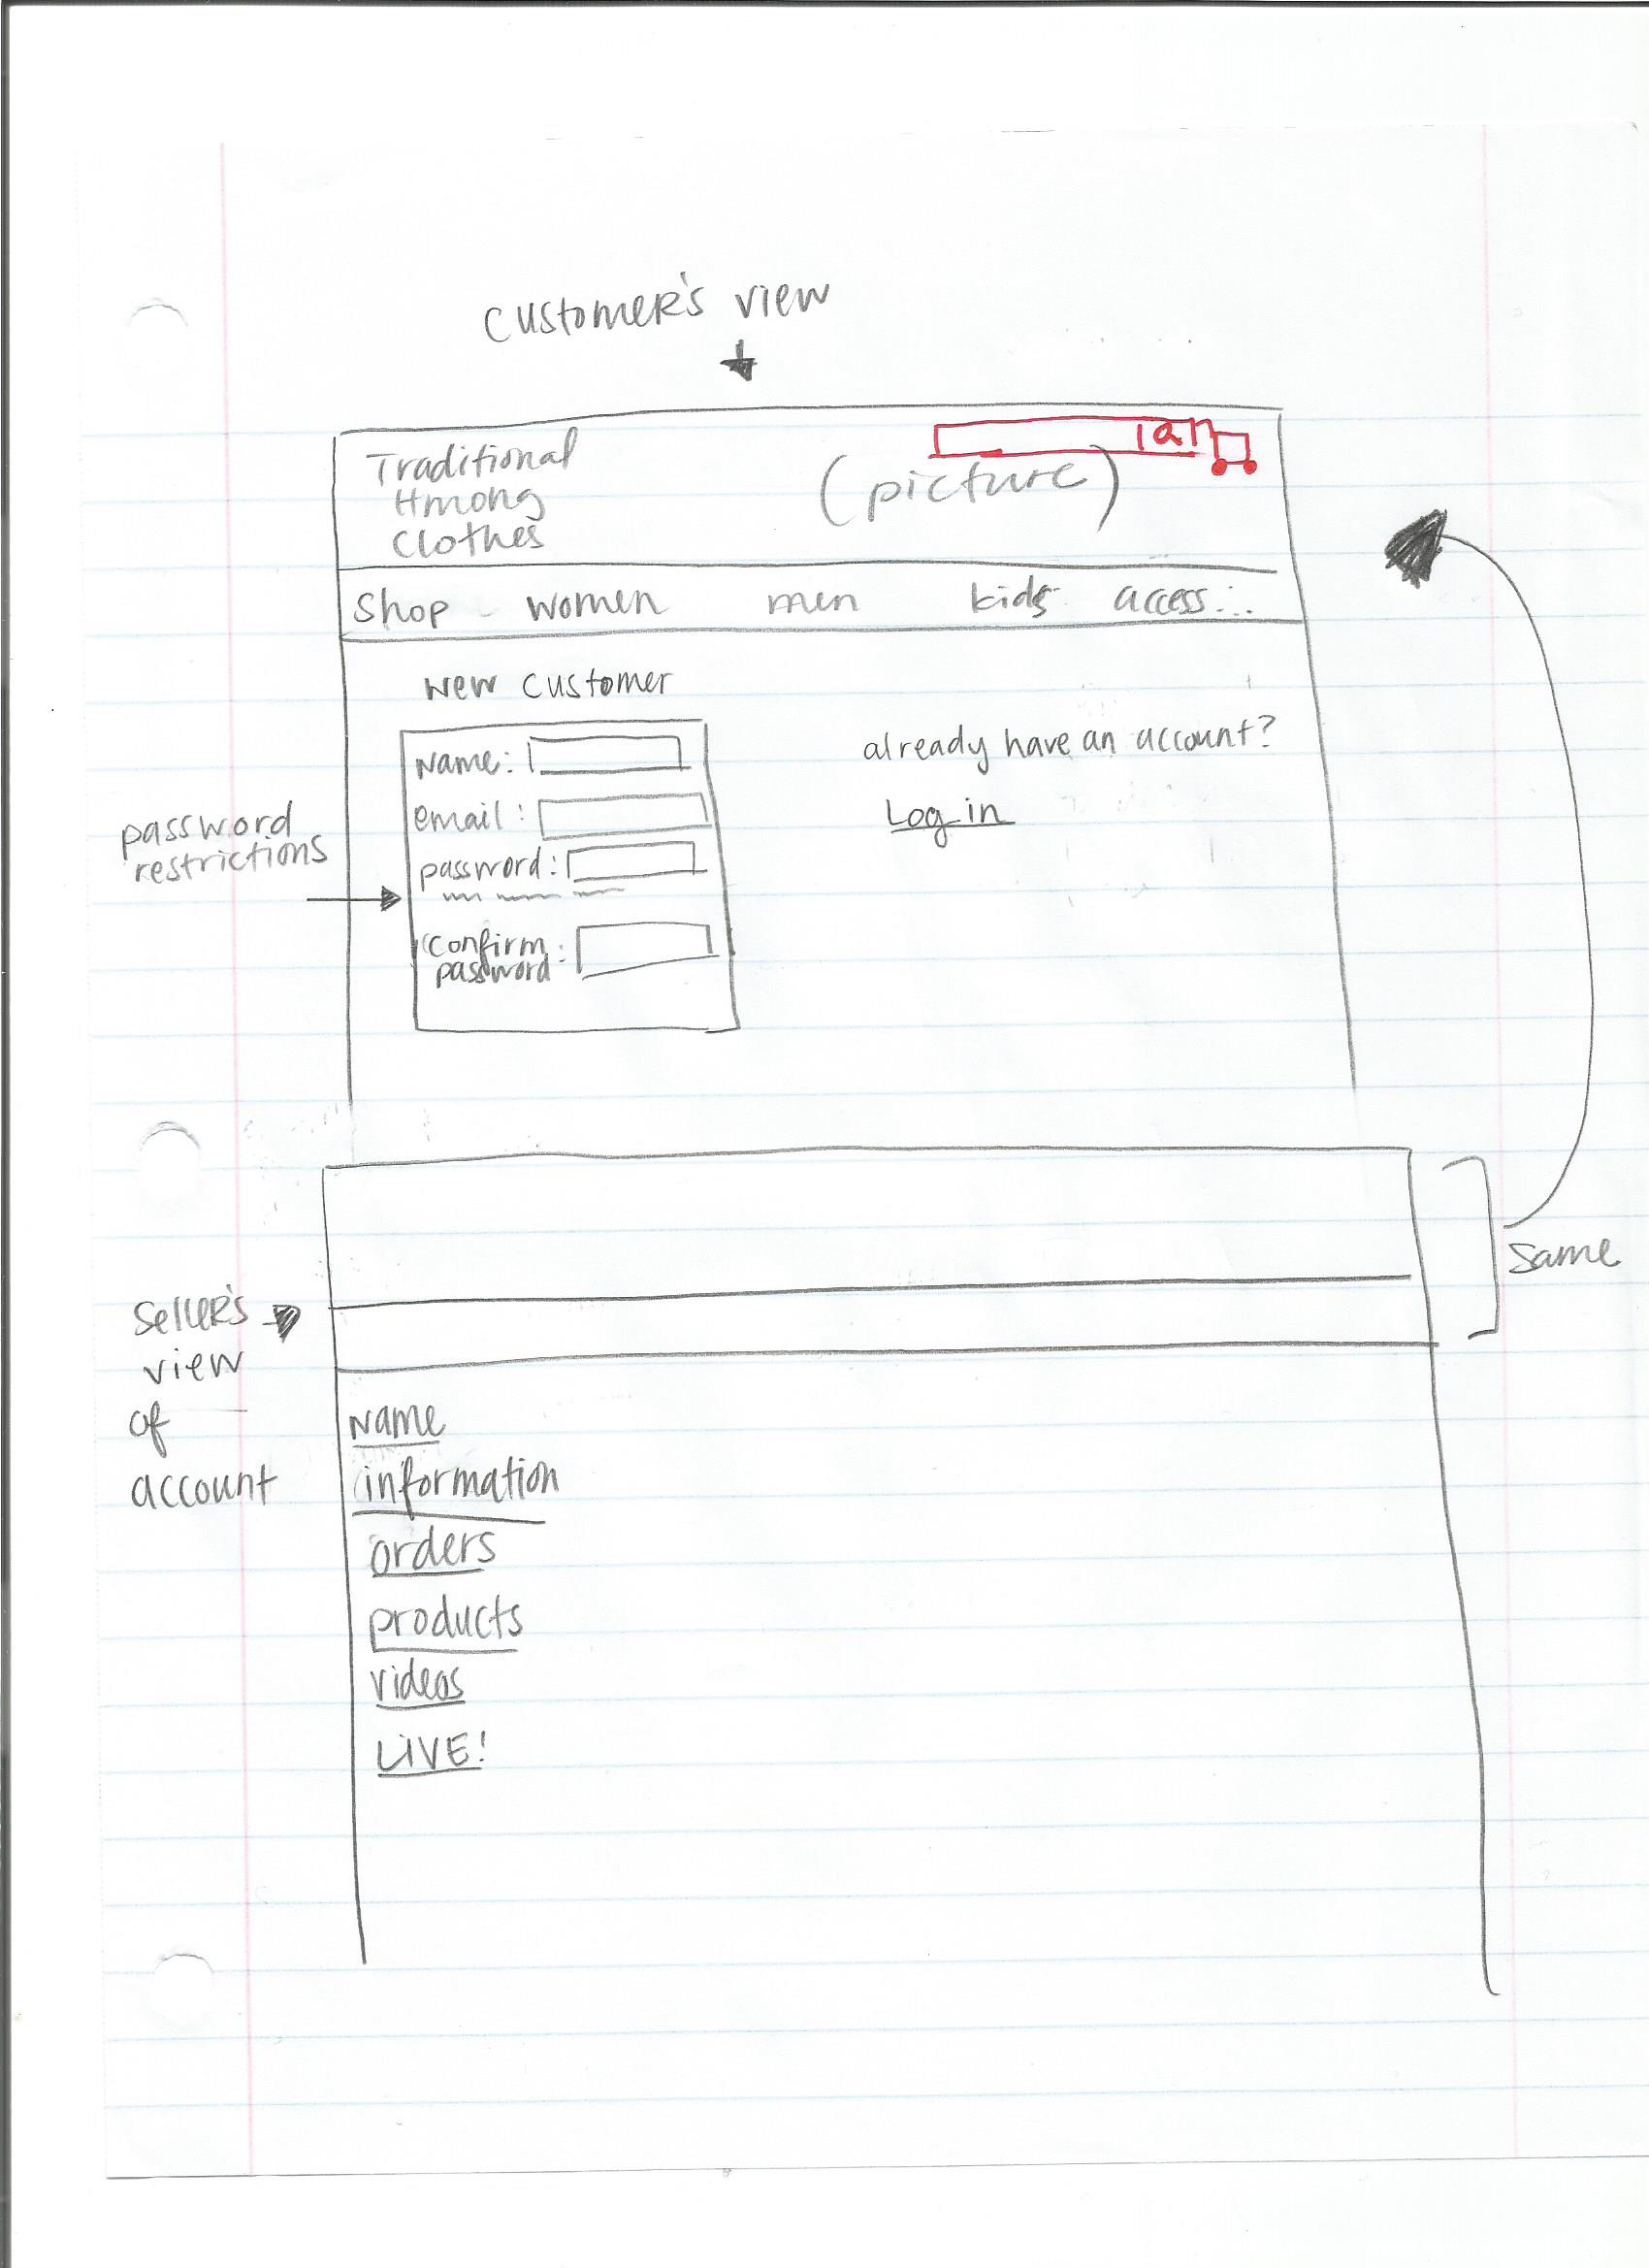 Customer's view
Traditional
Hmong
Clothes
(picture)
Shop women men kids access...
New customer
Name:
email:
password:
Confirm
password:
already have an account?
Log in
password
restrictions
Same
Seller's
view
of
account
Name
information
orders
products
videos
LIVE!